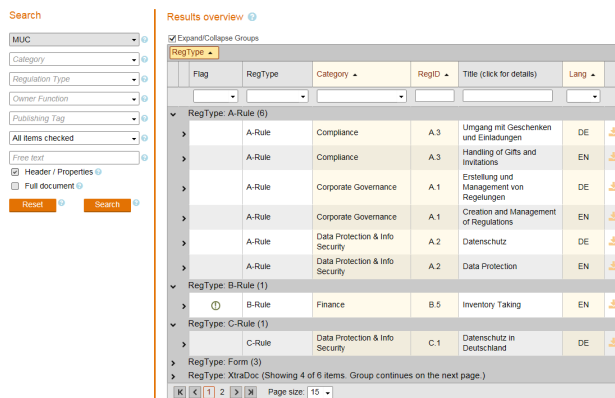 Search
MUC
Category
Regulation Type
Owner Function
Publishing Tag
All items checked
Free text
Header / Properties
Full document
Reset
Search
Results overview
Expand/Collapse Groups
RegType
Flag RegType Category RegID Title (click for details) Lang
RegType: A-Rule (6)
A-Rule Compliance A.3 Umgang mit Geschenken
und Einladungen DE
A-Rule Compliance A.3 Handling of Gifts and
Invitations EN
A-Rule Corporate Governance A.1 Erstellung und
Management von
Regelungen DE
A-Rule Corporate Governance A.1 Creation and Management
of Regulations EN
A-Rule Data Protection & Info
Security A.2 Datenschutz DE
A-Rule Data Protection & Info
Security A.2 Data Protection EN
RegType: B-Rule (1)
B-Rule Finance B.5 Inventory Taking EN
RegType: C-Rule (1)
C-Rule Data Protection & Info
Security C.1 Datenschutz in
Deutschland DE
RegType: Form (3)
RegType: XtraDoc (Showing 4 of 6 items. Group continues on the next page.)
1 2 Page size: 15